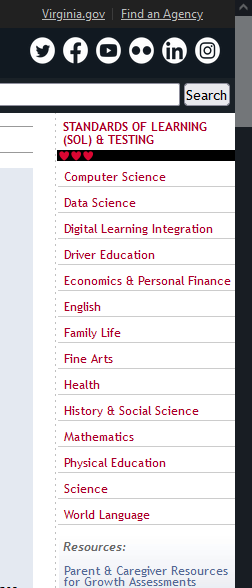 Virginia.gov | Find an Agency
Search
STANDARDS OF LEARNING
(SOL) & TESTING
Computer Science
Data Science
Digital Learning Integration
Driver Education
Economics & Personal Finance
English
Family Life
Fine Arts
Health
History & Social Science
Mathematics
Physical Education
Science
World Language
Resources:
Parent & Caregiver Resources
for Growth Assessments